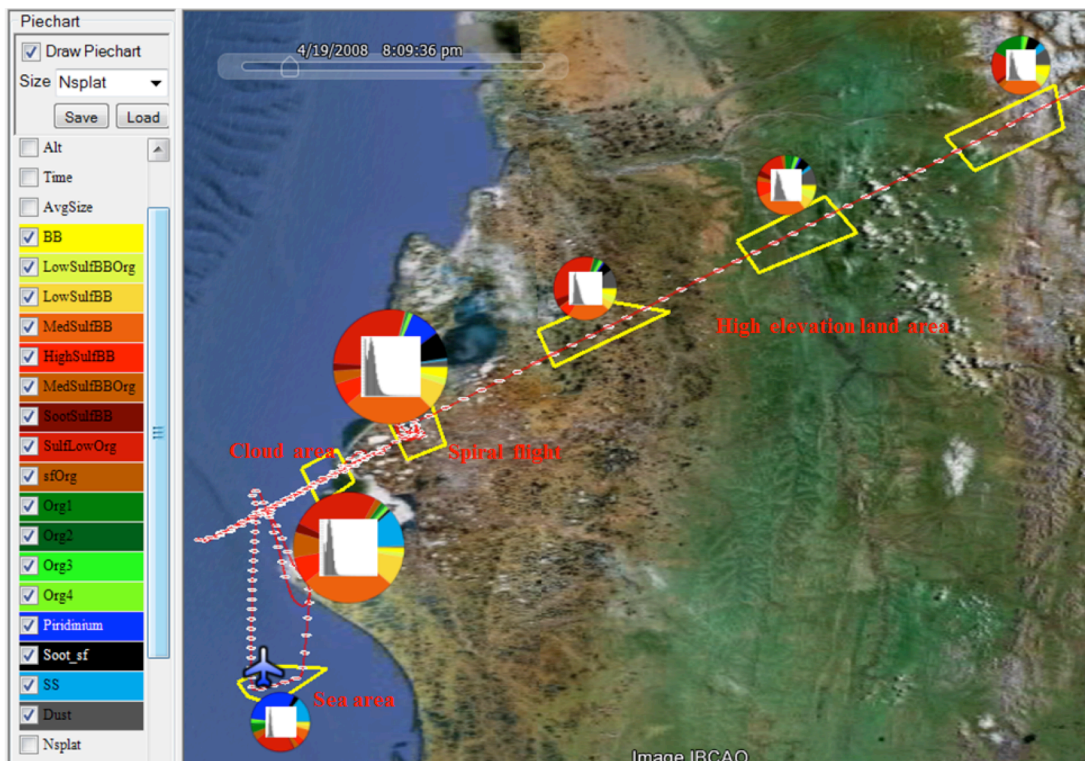 Piechart
Draw Piechart
Size Nsplat
Save Load
Alt
Time
AvgSize
BB
LowSulfBBOrg
LowSulfBB
MedSulfBB
HighSulfBB
MedSulfBBOrg
SootSulfBB
SulfLowOrg
sfOrg
Org1
Org2
Org3
Org4
Piridinium
Soot_sf
SS
Dust
Nsplat
4/19/2008 8:09:36 pm
High elevation land area
Cloud area
Spiral flight
Sea area
Image IBCAO